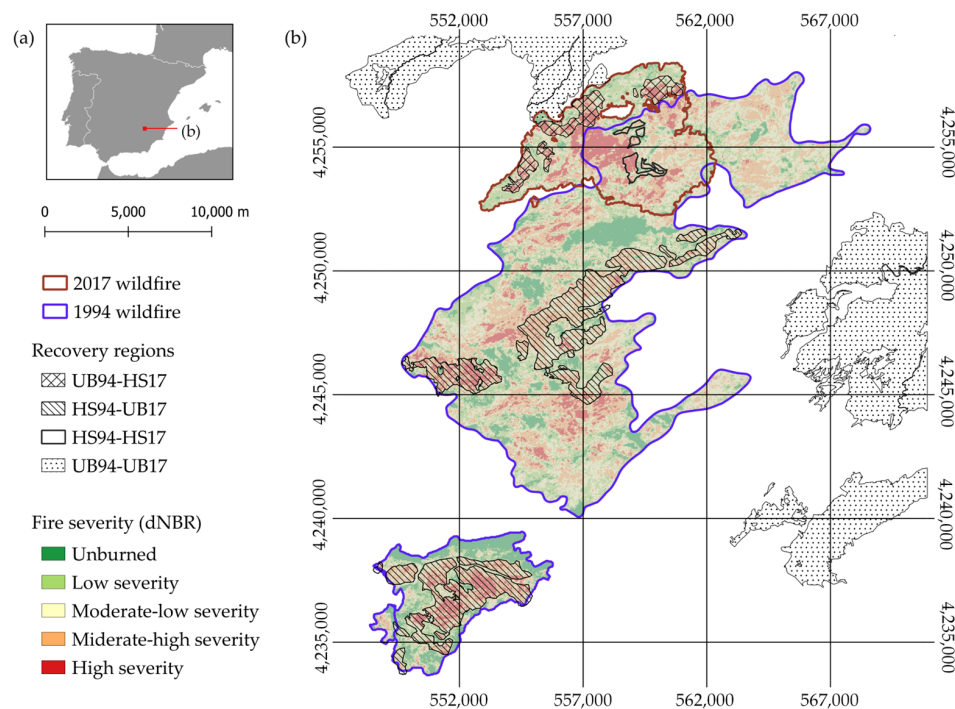 (a)
(b)
0 5,000 10,000 m
2017 wildfire
1994 wildfire
Recovery regions
UB94-HS17
HS94-UB17
HS94-HS17
UB94-UB17
Fire severity (dNBR)
Unburned
Low severity
Moderate-low severity
Miderate-high severity
High severity
(b)
552,000 557,000 562,000 567,000
4,255,000 4,255,000
4,250,000 4,250,000
4,245,000 4,245,000
4,240,000 4,240,000
4,235,000 4,235,000
552,000 557,000 562,000 567,000